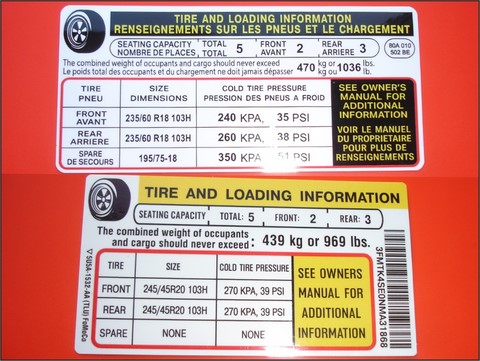 TIRE AND LOADING INFORMATION
RENSEIGNEMENTS SUR LES PNEUS ET LE CHARGEMENT
SEATING CAPACITY TOTAL 5 FRONT 2 REAR 3
NOMBRE DE PLACES TOTAL AVANT ARRIERE
80A 010
502 BE
The combined weight of occupants and cargo should never exceed 470 kg or 1036 lbs.
Le poids total des occupants et du chargement ne doit jamais dépasser kg ou lb.
TIRE SIZE COLD TIRE PRESSURE
PNEU DIMENSIONS PRESSION DES PNEUS A FROID
FRONT
AVANT 235/60 R18 103H 240 KPA, 35 PSI
REAR
ARRIERE 235/60 R18 103H 260 KPA, 38 PSI
SPARE
DE SECOURS 195/75-18 350 KPA, 51 PSI
SEE OWNER'S
MANUAL FOR
ADDITIONAL
INFORMATION
VOIR LE MANUEL
DU PROPRIETAIRE
POUR PLUS DE
RENSEIGNEMENTS
TIRE AND LOADING INFORMATION
SEATING CAPACITY TOTAL: 5 FRONT: 2 REAR: 3
The combined weight of occupants
and cargo should never exceed : 439 kg or 969 lbs.
TIRE SIZE COLD TIRE PRESSURE
FRONT 245/45R20 103H 270 KPA, 39 PSI
REAR 245/45R20 103H 270 KPA, 39 PSI
SPARE NONE NONE
SEE OWNERS
MANUAL FOR
ADDITIONAL
INFORMATION
5U5A-1532-AA (TLU) FoMoCo
3FMTK4SE0NMA31868